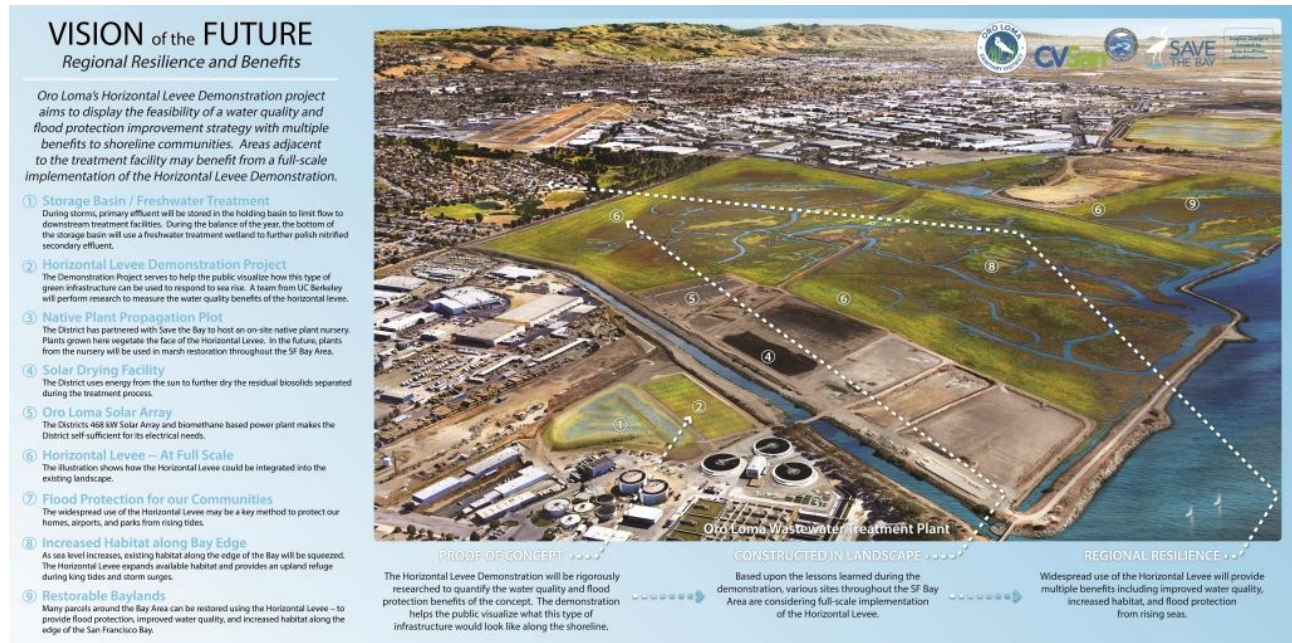 VISION of the FUTURE
Regional Resilience and Benefits
Oro Loma's Horizontal Levee Demonstration project
aims to display the feasibility of a water quality and
flood protection improvement strategy with multiple
benefits to shoreline communities. Areas adjacent
to the treatment facility may benefit from a full-scale
implementation of the Horizontal Levee Demonstration.
① Storage Basin / Freshwater Treatment
During storms, primary effluent will be stored in the holding basin to limit flow to
downstream treatment facilities. During the balance of the year, the bottom of
the storage basin will use a freshwater treatment wetland to further polish nitrified
secondary effluent.
② Horizontal Levee Demonstration Project
The Demonstration Project serves to help the public visualize how this type of
green infrastructure can be used to respond to sea rise. A team from UC Berkeley
will perform research to measure the water quality benefits of the horizontal levee.
③ Native Plant Propagation Plot
The District has partnered with Save the Bay to host an on-site native plant nursery.
Plants grown here vegetate the face of the Horizontal Levee. In the future, plants
from the nursery will be used in marsh restoration throughout the SF Bay Area.
④ Solar Drying Facility
The District uses energy from the sun to further dry the residual biosolids separated
during the treatment process.
⑤ Oro Loma Solar Array
The Districts 468 kW Solar Array and biomethane based power plant makes the
District self-sufficient for its electrical needs.
⑥ Horizontal Levee – At Full Scale
The illustration shows how the Horizontal Levee could be integrated into the
existing landscape.
⑦ Flood Protection for our Communities
The widespread use of the Horizontal Levee may be a key method to protect our
homes, airports, and parks from rising tides.
⑧ Increased Habitat along Bay Edge
As sea level increases, existing habitat along the edge of the Bay will be squeezed.
The Horizontal Levee expands available habitat and provides an upland refuge
during king tides and storm surges.
⑨ Restorable Baylands
Many parcels around the Bay Area can be restored using the Horizontal Levee – to
provide flood protection, improved water quality, and increased habitat along the
edge of the San Francisco Bay.
ORO LOMA
SANITARY DISTRICT
CVSan
SAVE
THE BAY
⑦
⑥
⑥
⑨
⑧
⑤
⑥
④
②
①
③
Oro Loma Wastewater Treatment Plant
PROOF OF CONCEPT
The Horizontal Levee Demonstration will be rigorously
researched to quantify the water quality and flood
protection benefits of the concept. The demonstration
helps the public visualize what this type of
infrastructure would look like along the shoreline.
CONSTRUCTED IN LANDSCAPE
Based upon the lessons learned during the
demonstration, various sites throughout the SF Bay
Area are considering full-scale implementation
of the Horizontal Levee.
REGIONAL RESILIENCE
Widespread use of the Horizontal Levee will provide
multiple benefits including improved water quality,
increased habitat, and flood protection
from rising seas.